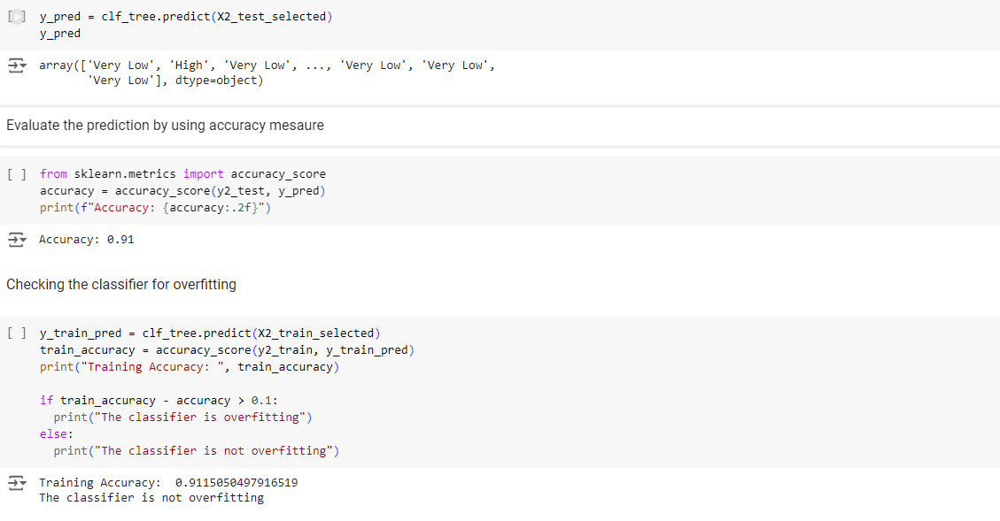 [ ] y_pred = clf_tree.predict(X2_test_selected)
y_pred
array(['Very Low', 'High', 'Very Low', ..., 'Very Low', 'Very Low',
'Very Low'], dtype=object)
Evaluate the prediction by using accuracy mesaure
[ ] from sklearn.metrics import accuracy_score
accuracy = accuracy_score(y2_test, y_pred)
print(f"Accuracy: {accuracy:.2f}")
Accuracy: 0.91
Checking the classifier for overfitting
[ ] y_train_pred = clf_tree.predict(X2_train_selected)
train_accuracy = accuracy_score(y2_train, y_train_pred)
print("Training Accuracy: ", train_accuracy)
if train_accuracy - accuracy > 0.1:
print("The classifier is overfitting")
else:
print("The classifier is not overfitting")
Training Accuracy:  0.9115050497916519
The classifier is not overfitting